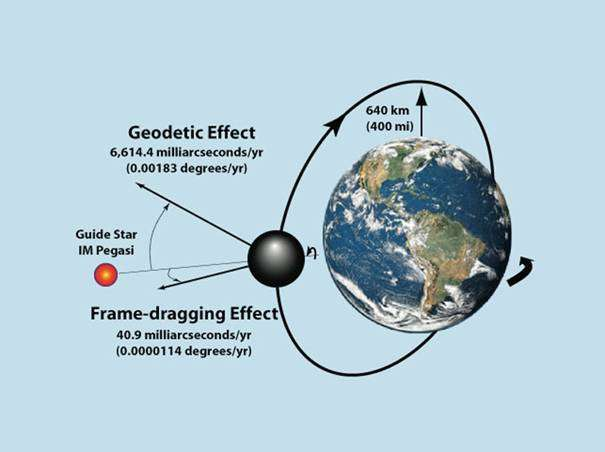 640 km
(400 mi)
Geodetic Effect
6,614.4 milliarcseconds/yr
(0.00183 degrees/yr)
Guide Star
IM Pegasi
Frame-dragging Effect
40.9 milliarcseconds/yr
(0.0000114 degrees/yr)